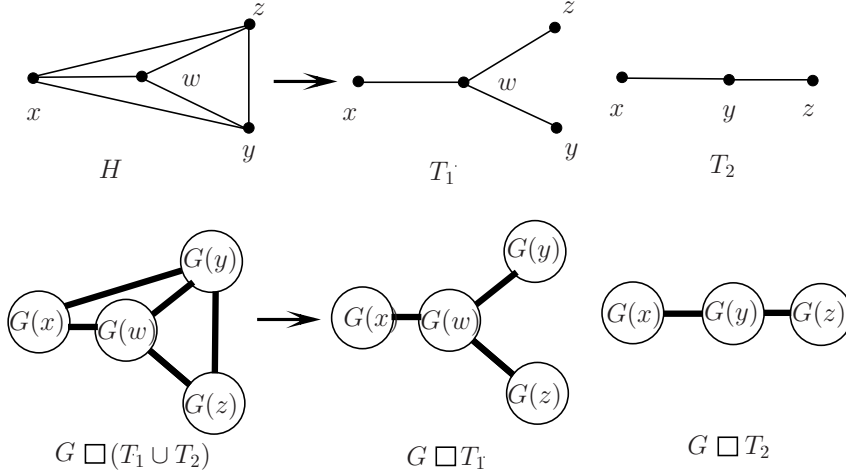 z
w
x
y
H
z
w
x
y
T₁
x
y
z
T₂
G(y)
G(x)
G(w)
G(z)
G □ (T₁ ∪ T₂)
G(y)
G(x)
G(w)
G(z)
G □ T₁
G(x)
G(y)
G(z)
G □ T₂